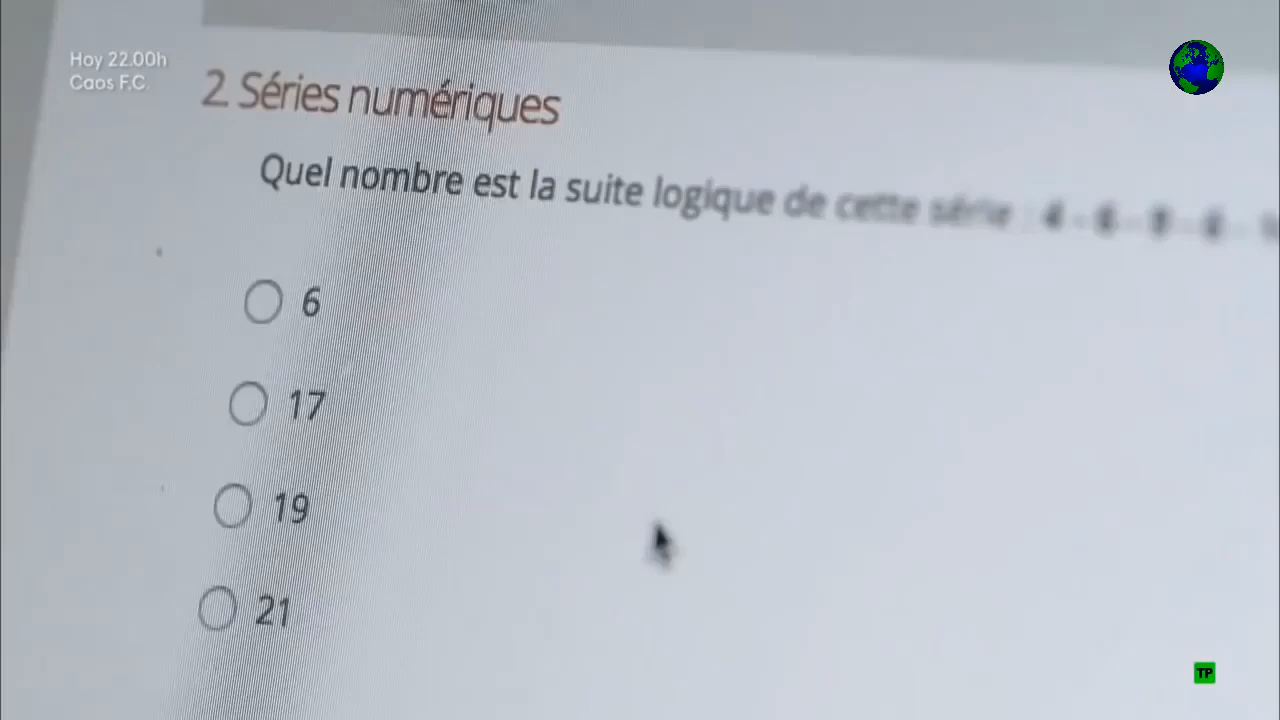 Hoy 22.00h
Caos F.C.
2. Séries numériques
Quel nombre est la suite logique de cette série :
6
17
19
21
TP